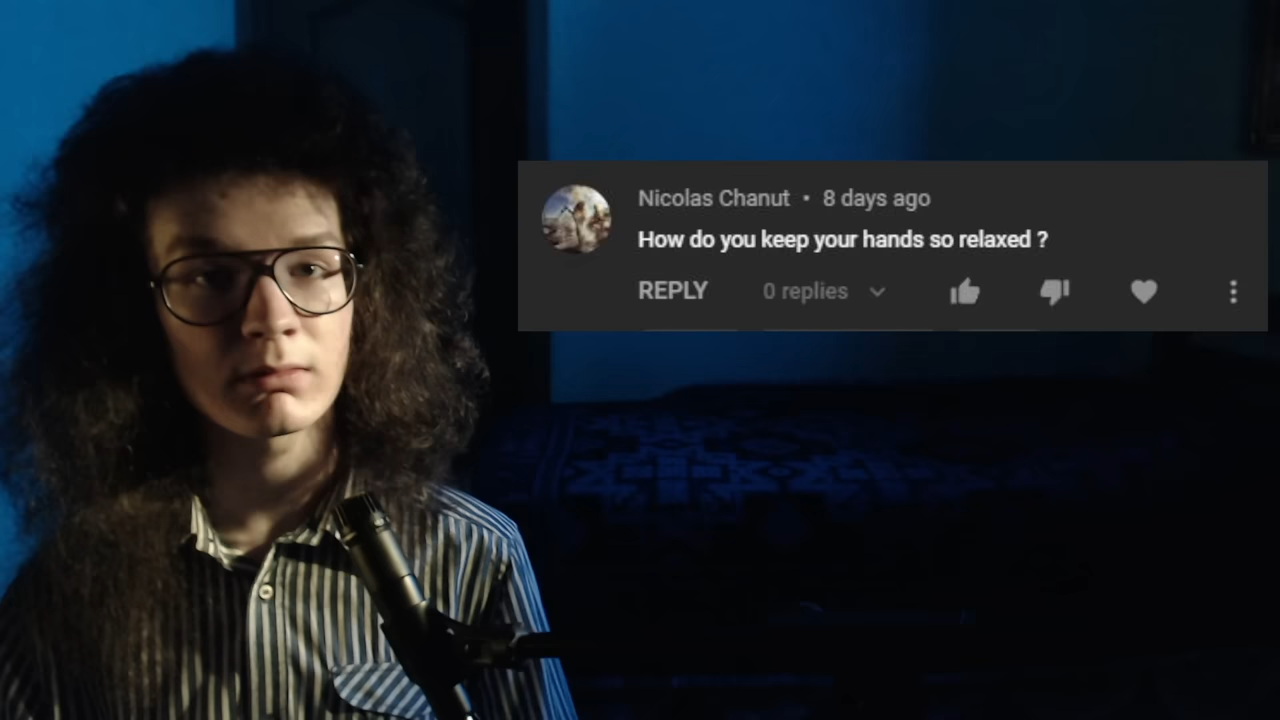 Nicolas Chanut • 8 days ago
How do you keep your hands so relaxed ?
REPLY 0 replies